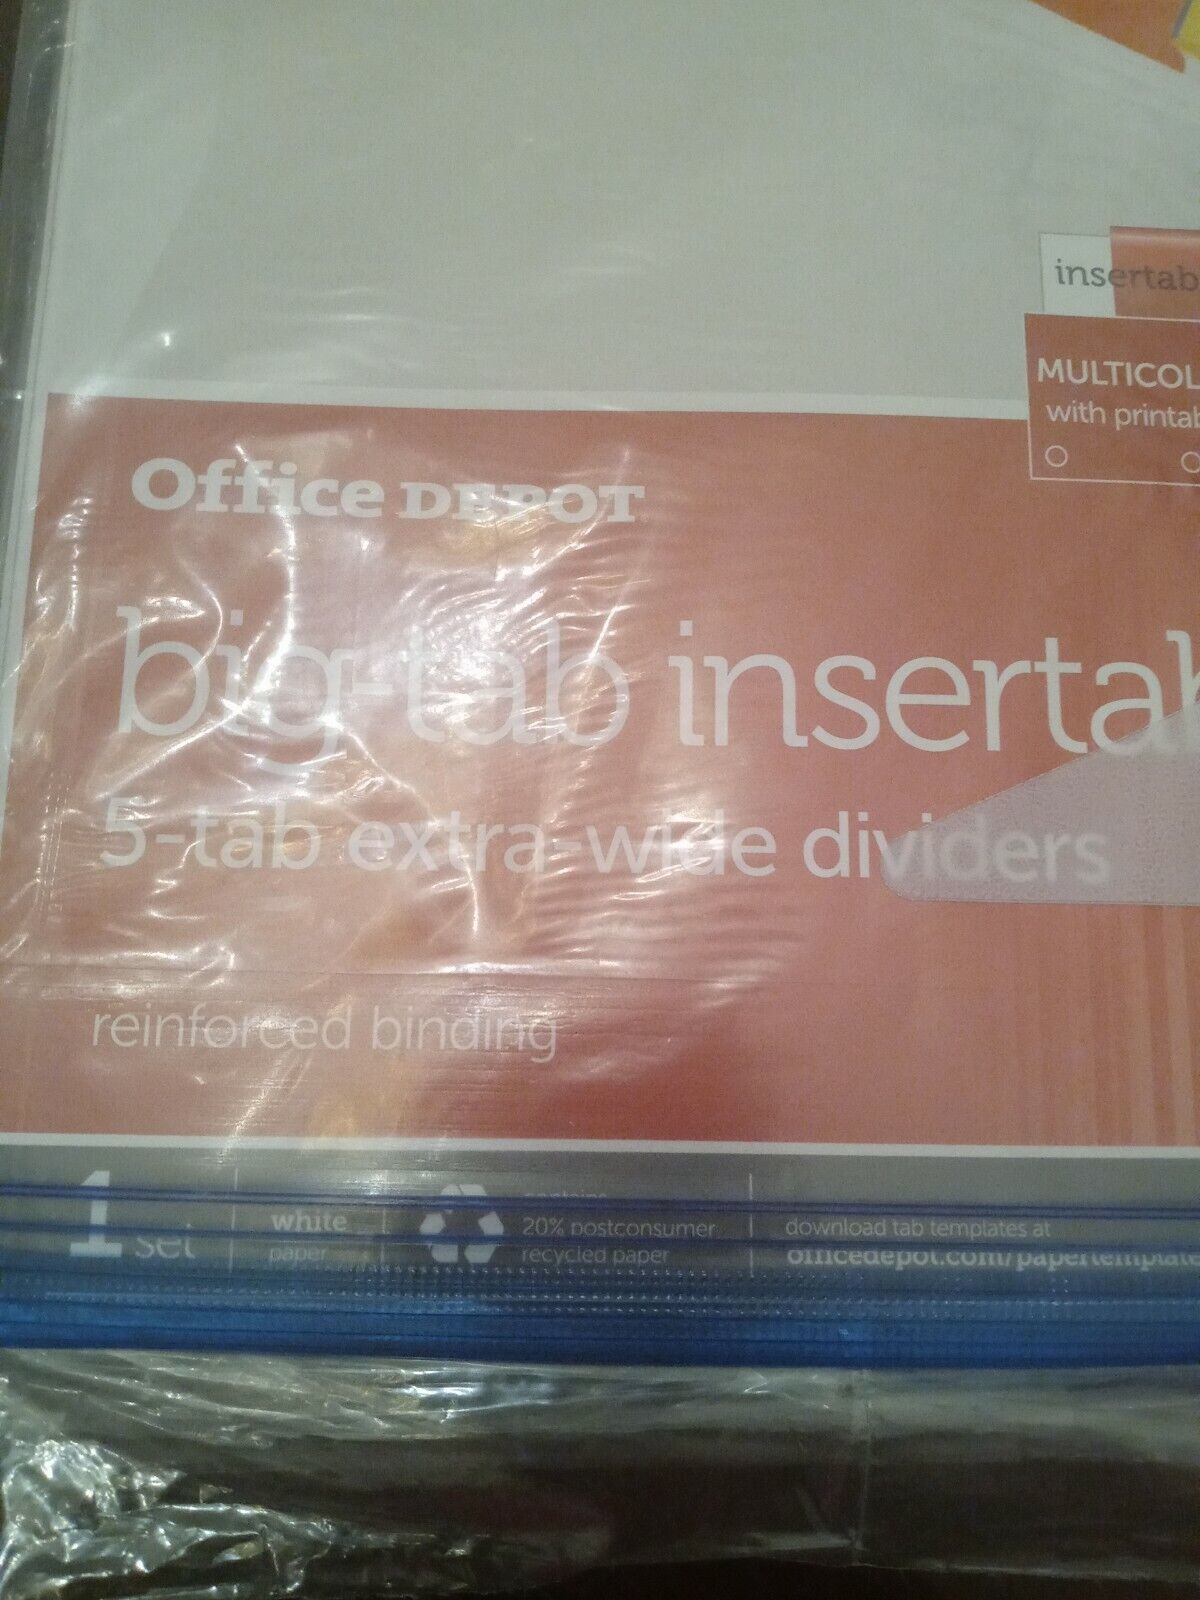 insertab
MULTICOL
with printab
Office DEPOT
big-tab insertab
5-tab extra-wide dividers
reinforced binding
1 set
white
paper
contains
20% postconsumer
recycled paper
download tab templates at
officedepot.com/papertemplate